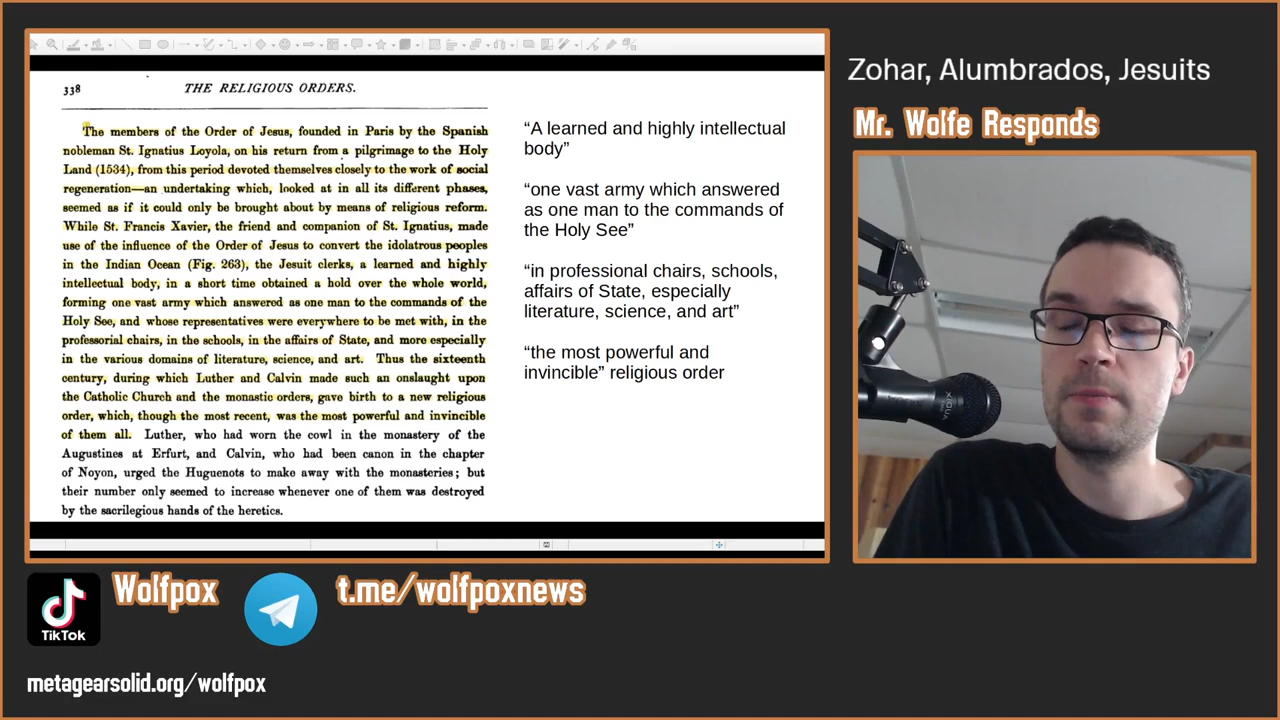 338
THE RELIGIOUS ORDERS.
The members of the Order of Jesus, founded in Paris by the Spanish
nobleman St. Ignatius Loyola, on his return from a pilgrimage to the Holy
Land (1534), from this period devoted themselves closely to the work of social
regeneration—an undertaking which, looked at in all its different phases,
seemed as if it could only be brought about by means of religious reform.
While St. Francis Xavier, the friend and companion of St. Ignatius, made
use of the influence of the Order of Jesus to convert the idolatrous peoples
in the Indian Ocean (Fig. 263), the Jesuit clerks, a learned and highly
intellectual body, in a short time obtained a hold over the whole world,
forming one vast army which answered as one man to the commands of the
Holy See, and whose representatives were everywhere to be met with, in the
professorial chairs, in the schools, in the affairs of State, and more especially
in the various domains of literature, science, and art. Thus the sixteenth
century, during which Luther and Calvin made such an onslaught upon
the Catholic Church and the monastic orders, gave birth to a new religious
order, which, though the most recent, was the most powerful and invincible
of them all. Luther, who had worn the cowl in the monastery of the
Augustines at Erfurt, and Calvin, who had been canon in the chapter
of Noyon, urged the Huguenots to make away with the monasteries; but
their number only seemed to increase whenever one of them was destroyed
by the sacrilegious hands of the heretics.
“A learned and highly intellectual
body”
“one vast army which answered
as one man to the commands of
the Holy See”
“in professional chairs, schools,
affairs of State, especially
literature, science, and art”
“the most powerful and
invincible” religious order
Zohar, Alumbrados, Jesuits
Mr. Wolfe Responds
TikTok
Wolfpox
t.me/wolfpoxnews
metagearsolid.org/wolfpox